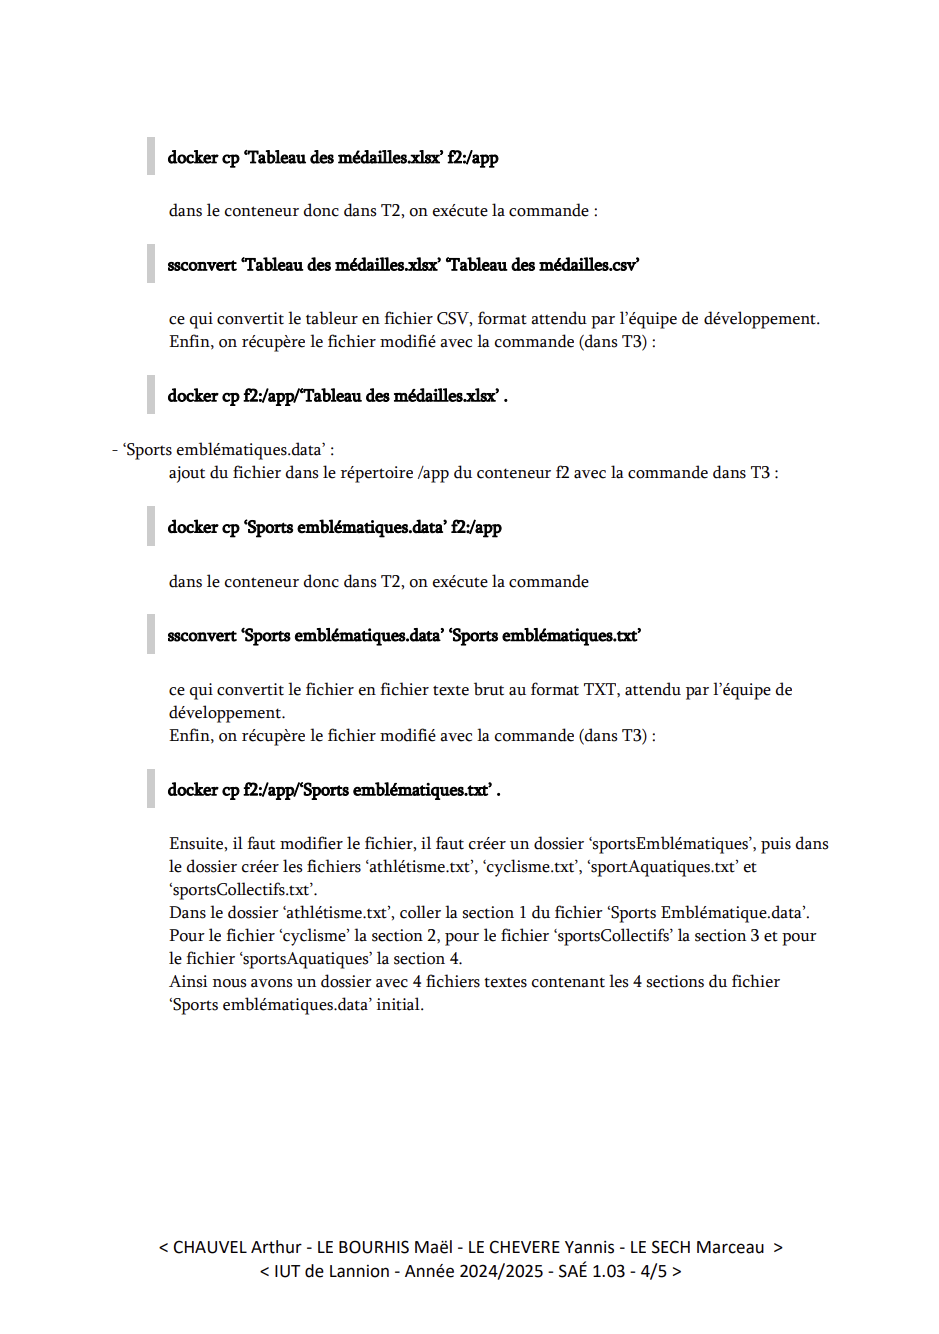 docker cp ‘Tableau des médailles.xlsx’ f2:/app
dans le conteneur donc dans T2, on exécute la commande :
ssconvert ‘Tableau des médailles.xlsx’ ‘Tableau des médailles.csv’
ce qui convertit le tableur en fichier CSV, format attendu par l’équipe de développement.
Enfin, on récupère le fichier modifié avec la commande (dans T3) :
docker cp f2:/app/‘Tableau des médailles.xlsx’ .
- ‘Sports emblématiques.data’ :
ajout du fichier dans le répertoire /app du conteneur f2 avec la commande dans T3 :
docker cp ‘Sports emblématiques.data’ f2:/app
dans le conteneur donc dans T2, on exécute la commande
ssconvert ‘Sports emblématiques.data’ ‘Sports emblématiques.txt’
ce qui convertit le fichier en fichier texte brut au format TXT, attendu par l’équipe de
développement.
Enfin, on récupère le fichier modifié avec la commande (dans T3) :
docker cp f2:/app/‘Sports emblématiques.txt’ .
Ensuite, il faut modifier le fichier, il faut créer un dossier ‘sportsEmblématiques’, puis dans
le dossier créer les fichiers ‘athlétisme.txt’, ‘cyclisme.txt’, ‘sportAquatiques.txt’ et
‘sportsCollectifs.txt’.
Dans le dossier ‘athlétisme.txt’, coller la section 1 du fichier ‘Sports Emblématique.data’.
Pour le fichier ‘cyclisme’ la section 2, pour le fichier ‘sportsCollectifs’ la section 3 et pour
le fichier ‘sportsAquatiques’ la section 4.
Ainsi nous avons un dossier avec 4 fichiers textes contenant les 4 sections du fichier
‘Sports emblématiques.data’ initial.
< CHAUVEL Arthur - LE BOURHIS Maël - LE CHEVERE Yannis - LE SECH Marceau >
< IUT de Lannion - Année 2024/2025 - SAÉ 1.03 - 4/5 >